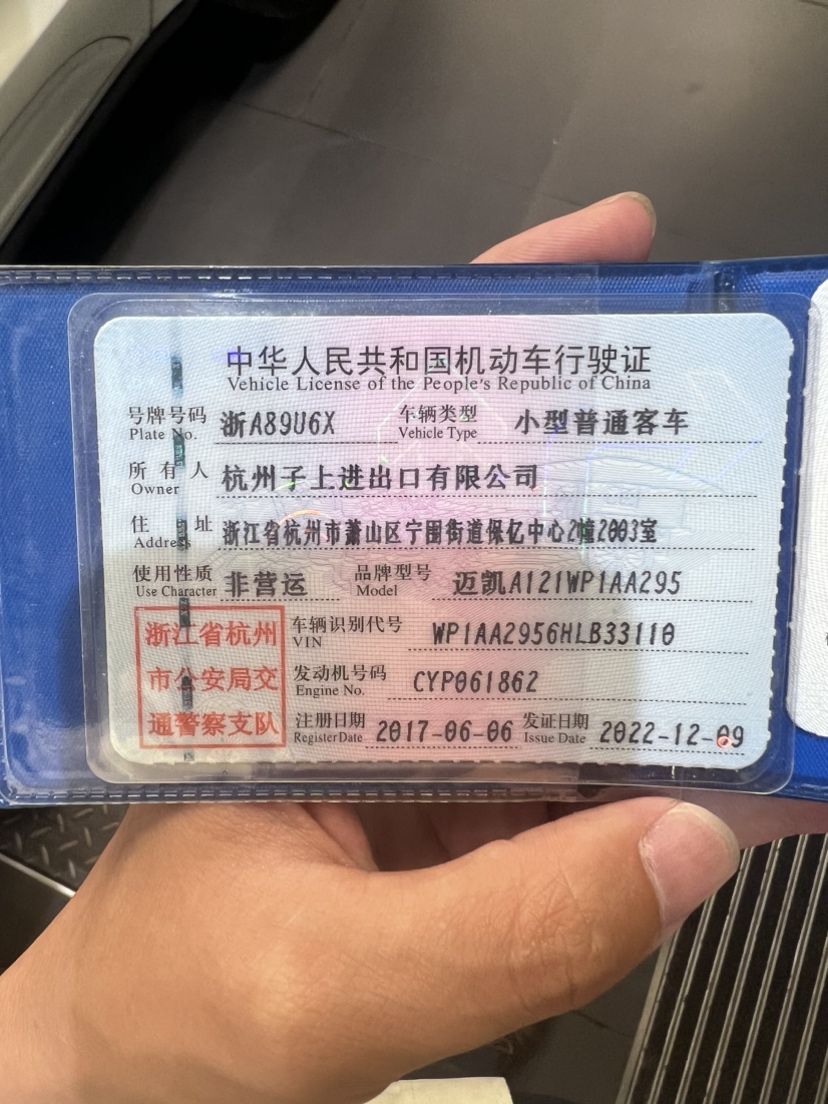 中华人民共和国机动车行驶证
Vehicle License of the People's Republic of China
号牌号码 浙A89U6X 车辆类型 小型普通客车
Plate No. Vehicle Type
所有人 杭州子上进出口有限公司
Owner
住址 浙江省杭州市萧山区宁围街道保亿中心2幢2003室
Address
使用性质 非营运 品牌型号 迈凯A121WP1AA295
Use Character Model
浙江省杭州 车辆识别代号 WP1AA2956HLB33110
VIN
市公安局交 发动机号码 CYP061862
Engine No.
通警察支队 注册日期 2017-06-06 发证日期 2022-12-09
Register Date Issue Date